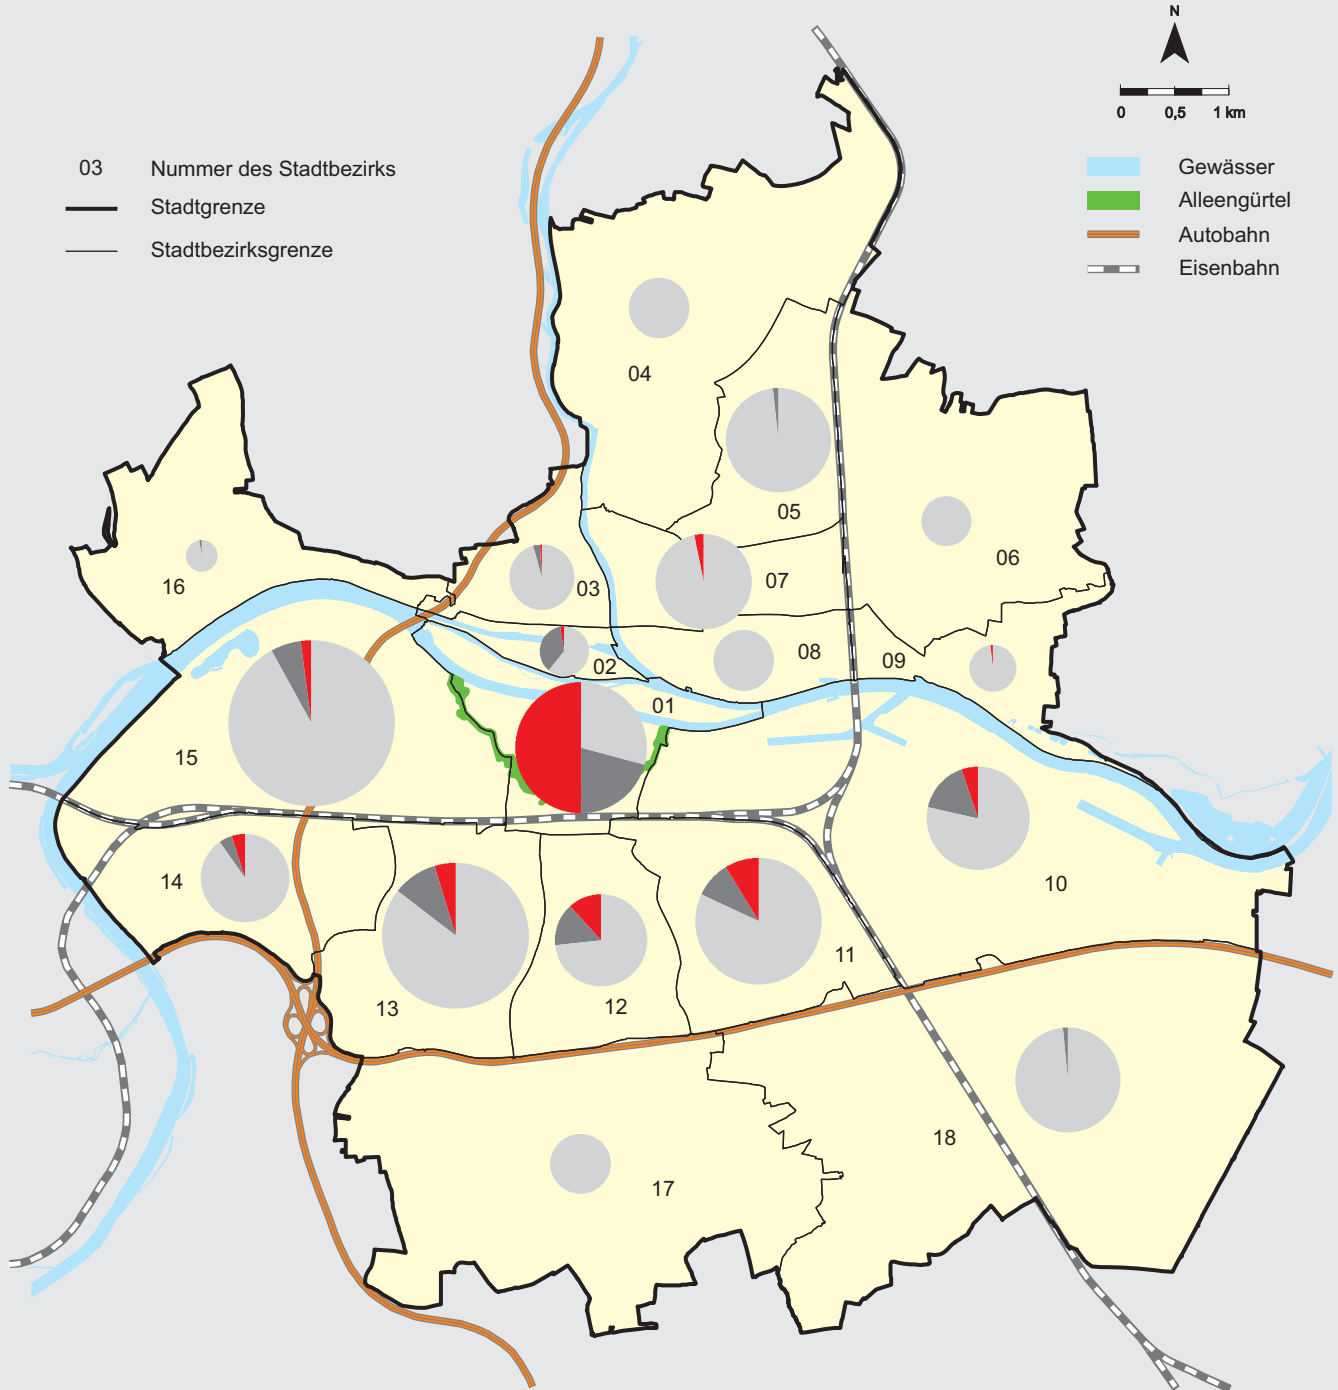 N
0 0,5 1 km
03 Nummer des Stadtbezirks
Stadtgrenze
Stadtbezirksgrenze
Gewässer
Alleengürtel
Autobahn
Eisenbahn
04
05
06
16
03
07
02
08
09
01
15
14
10
13
12
11
18
17